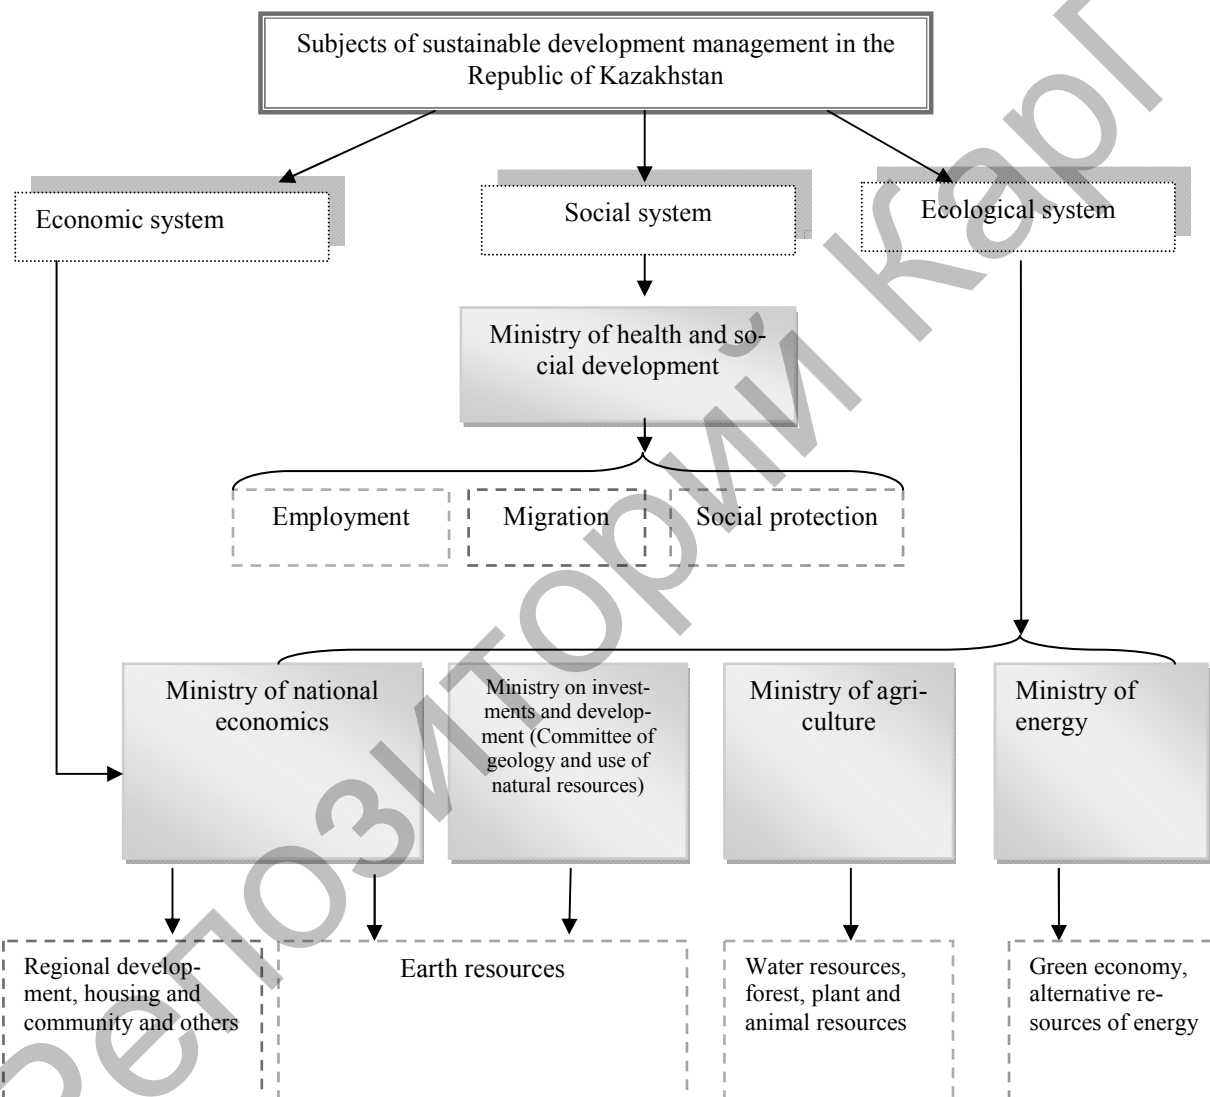 Subjects of sustainable development management in the
Republic of Kazakhstan
Economic system
Social system
Ecological system
Ministry of health and so-
cial development
Employment
Migration
Social protection
Ministry of national
economics
Ministry on invest-
ments and develop-
ment (Committee of
geology and use of
natural resources)
Ministry of agri-
culture
Ministry of
energy
Regional develop-
ment, housing and
community and others
Earth resources
Water resources,
forest, plant and
animal resources
Green economy,
alternative re-
sources of energy
Репозиторий КарГ